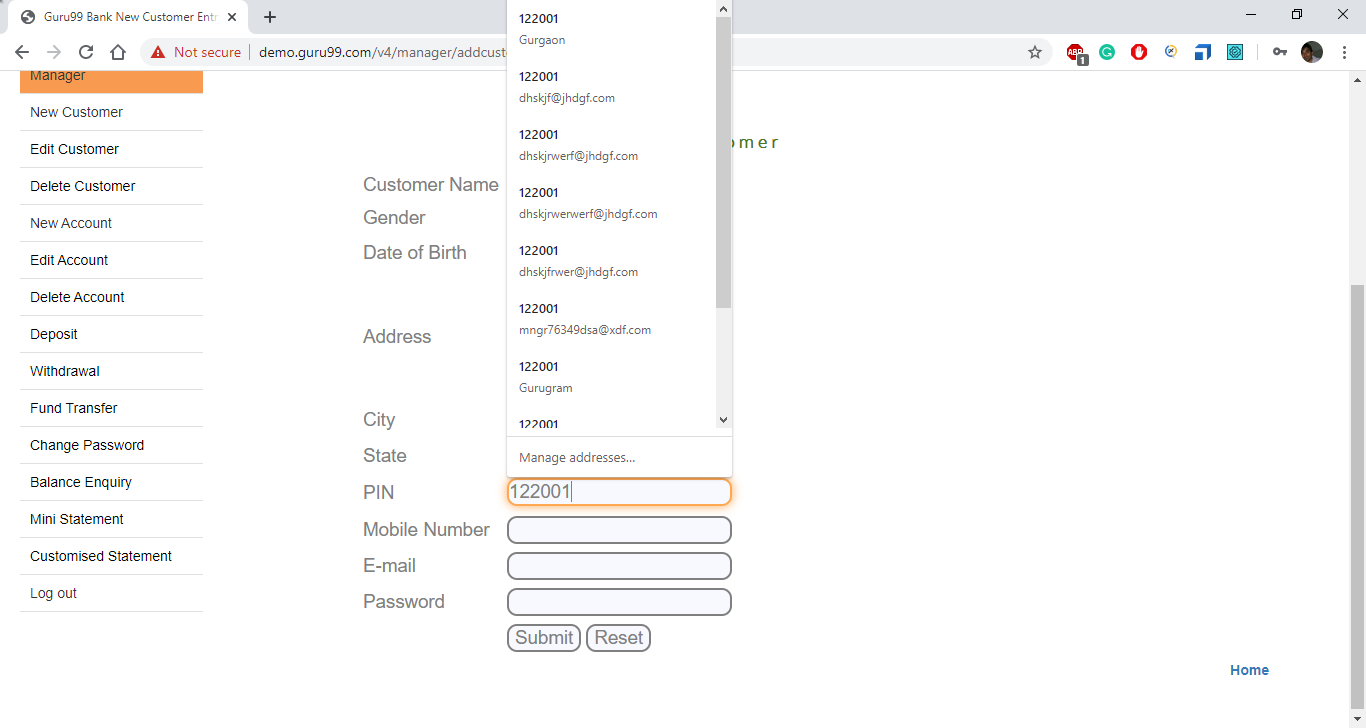 Guru99 Bank New Customer Entr
Not secure
demo.guru99.com/v4/manager/addcust
ABP
1
Manager
New Customer
Edit Customer
Delete Customer
New Account
Edit Account
Delete Account
Deposit
Withdrawal
Fund Transfer
Change Password
Balance Enquiry
Mini Statement
Customised Statement
Log out
omer
Customer Name
Gender
Date of Birth
Address
City
State
PIN
122001
Mobile Number
E-mail
Password
Submit Reset
122001
Gurgaon
122001
dhskjf@jhdgf.com
122001
dhskjrwerf@jhdgf.com
122001
dhskjrwerwerf@jhdgf.com
122001
dhskjfrwer@jhdgf.com
122001
mngr76349dsa@xdf.com
122001
Gurugram
122001
Manage addresses...
Home